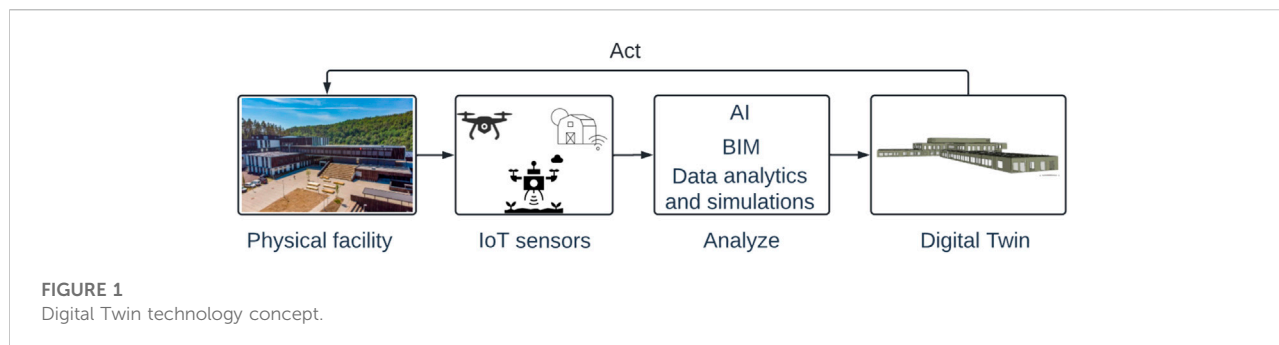 Act
AI
BIM
Data analytics
and simulations
Physical facility
IoT sensors
Analyze
Digital Twin
FIGURE 1
Digital Twin technology concept.